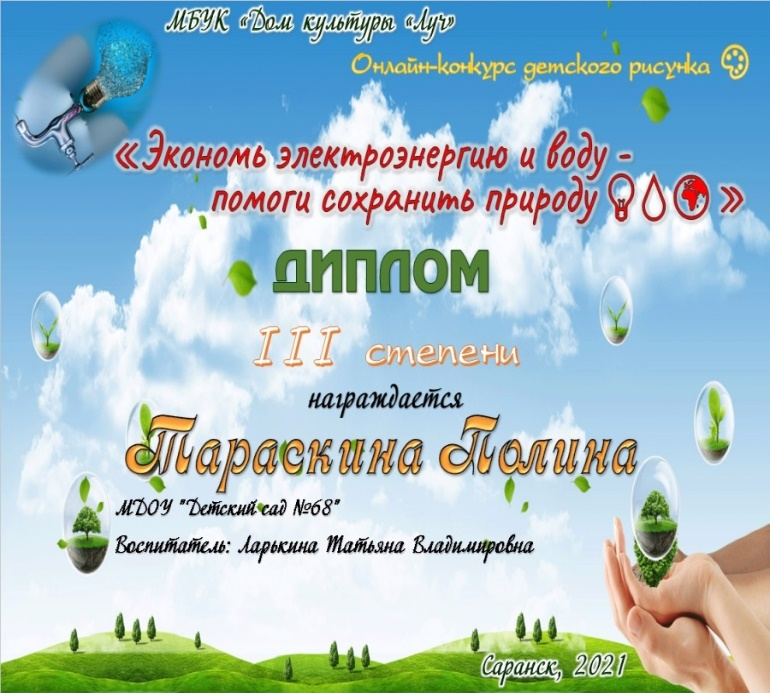 МБУК «Дом культуры «Луч»
Онлайн-конкурс детского рисунка
«Экономь электроэнергию и воду -
помоги сохранить природу »
ДИПЛОМ
III степени
награждается
Тараскина Полина
МДОУ "Детский сад №68"
Воспитатель: Ларькина Татьяна Владимировна
Саранск, 2021